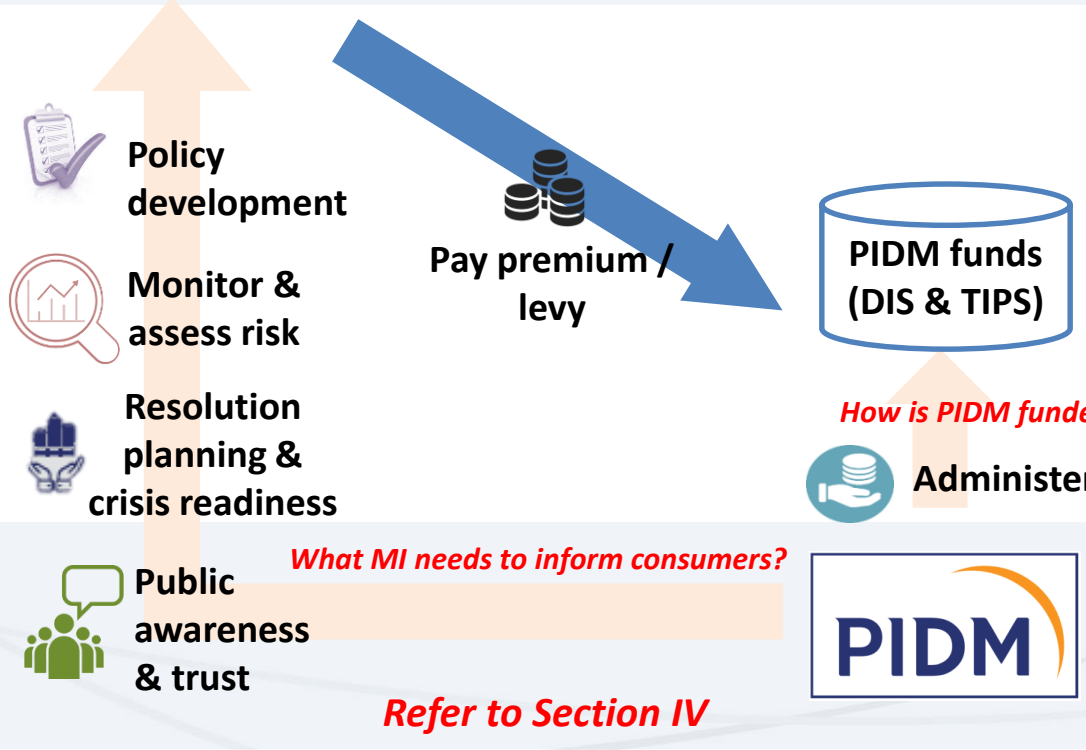 Policy
development
Monitor &
assess risk
Resolution
planning &
crisis readiness
Public
awareness
& trust
Pay premium /
levy
PIDM funds
(DIS & TIPS)
How is PIDM funde
Administer
What MI needs to inform consumers?
PIDM
Refer to Section IV